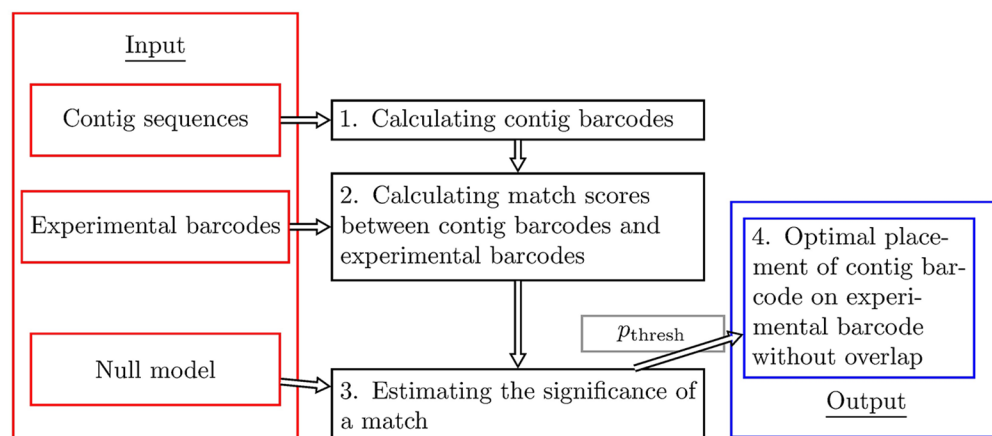 Input
Contig sequences
1. Calculating contig barcodes
Experimental barcodes
2. Calculating match scores
between contig barcodes and
experimental barcodes
Null model
3. Estimating the significance of
a match
pthresh
4. Optimal place-
ment of contig bar-
code on experi-
mental barcode
without overlap
Output